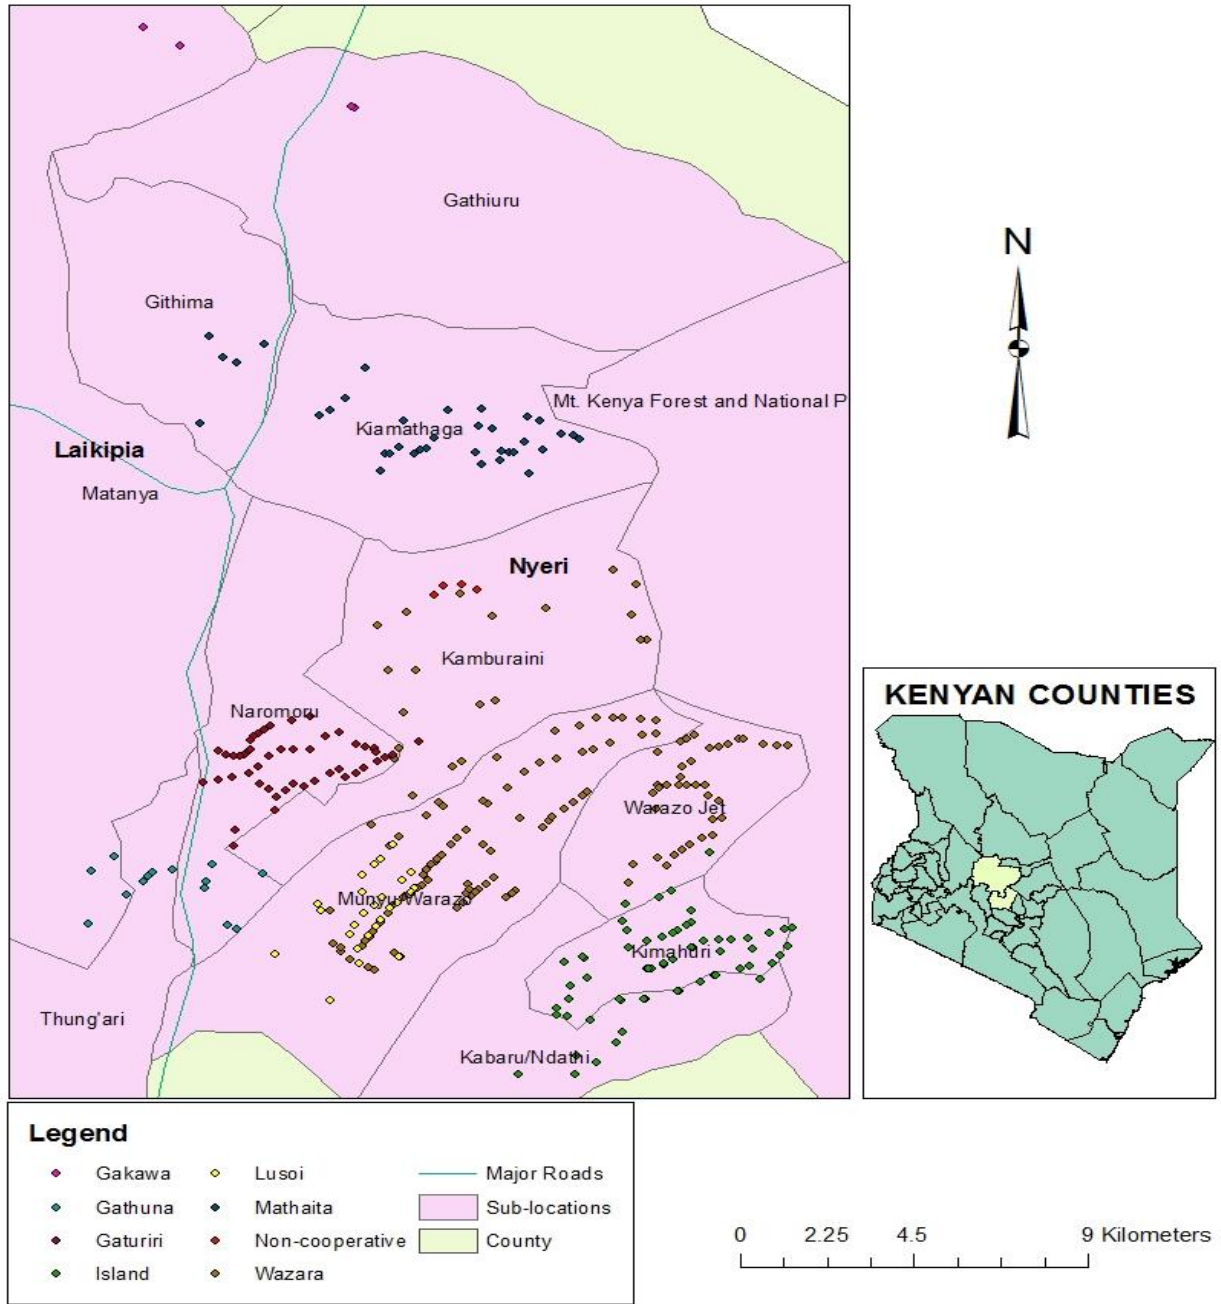 Gathiuru
N
Githima
Mt. Kenya Forest and National P
Kiamathaga
Laikipia
Matanya
Nyeri
Kamburaini
KENYAN COUNTIES
Naromoru
Warazo Jet
Munyu/Warazo
Kimahuri
Thung'ari
Kabaru/Ndathi
Legend
Gakawa
Gathuna
Gaturiri
Island
Lusoi
Mathaita
Non-cooperative
Wazara
Major Roads
Sub-locations
County
0 2.25 4.5 9 Kilometers